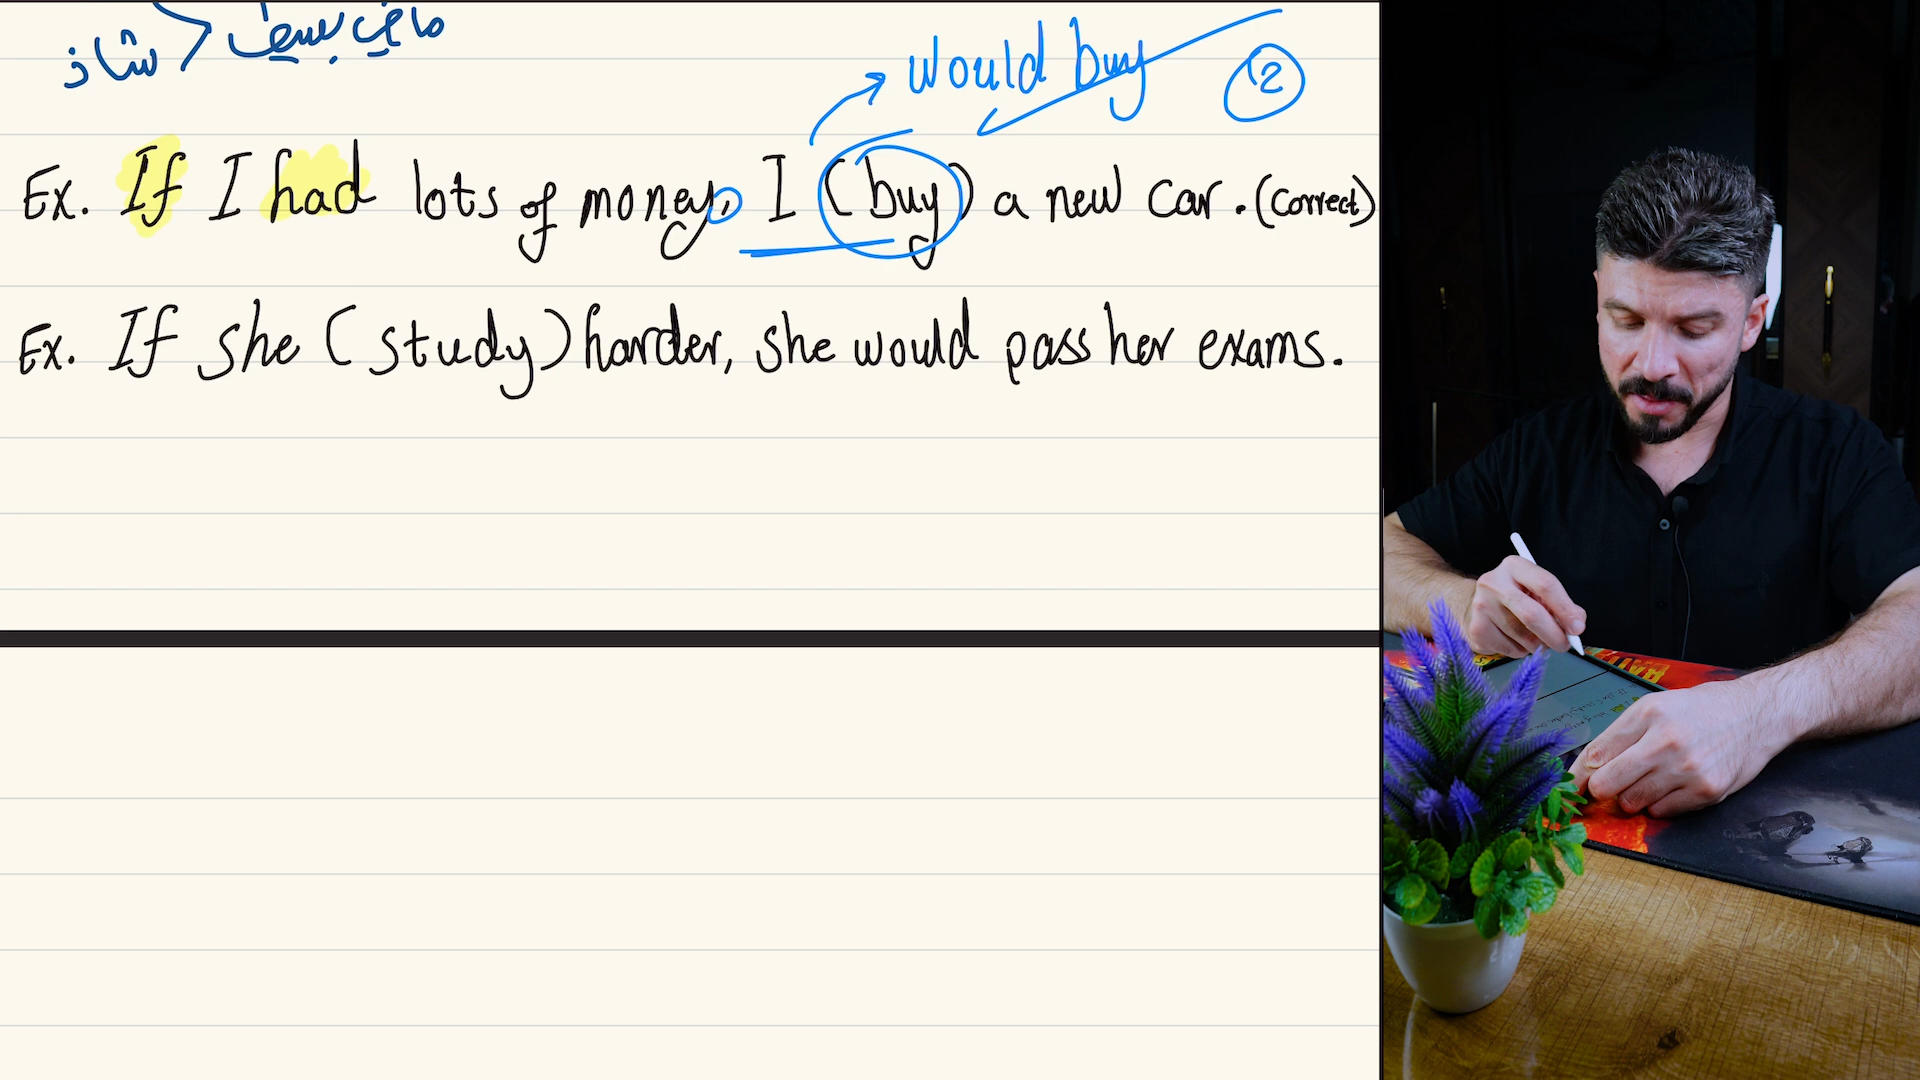 ماضي بسيط < شاذ
would buy 2
Ex. If I had lots of money, I (buy) a new car. (correct)
Ex. If she (study) harder, she would pass her exams.